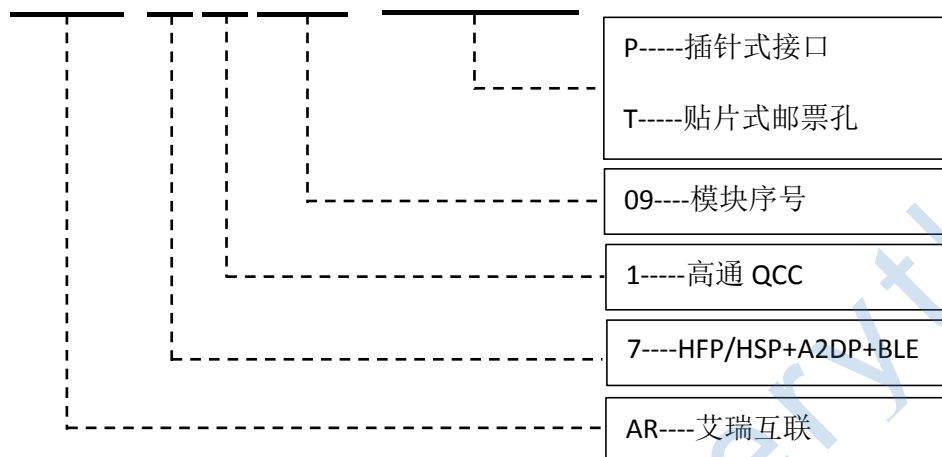 P-----插针式接口
T-----贴片式邮票孔
09----模块序号
1-----高通 QCC
7----HFP/HSP+A2DP+BLE
AR----艾瑞互联